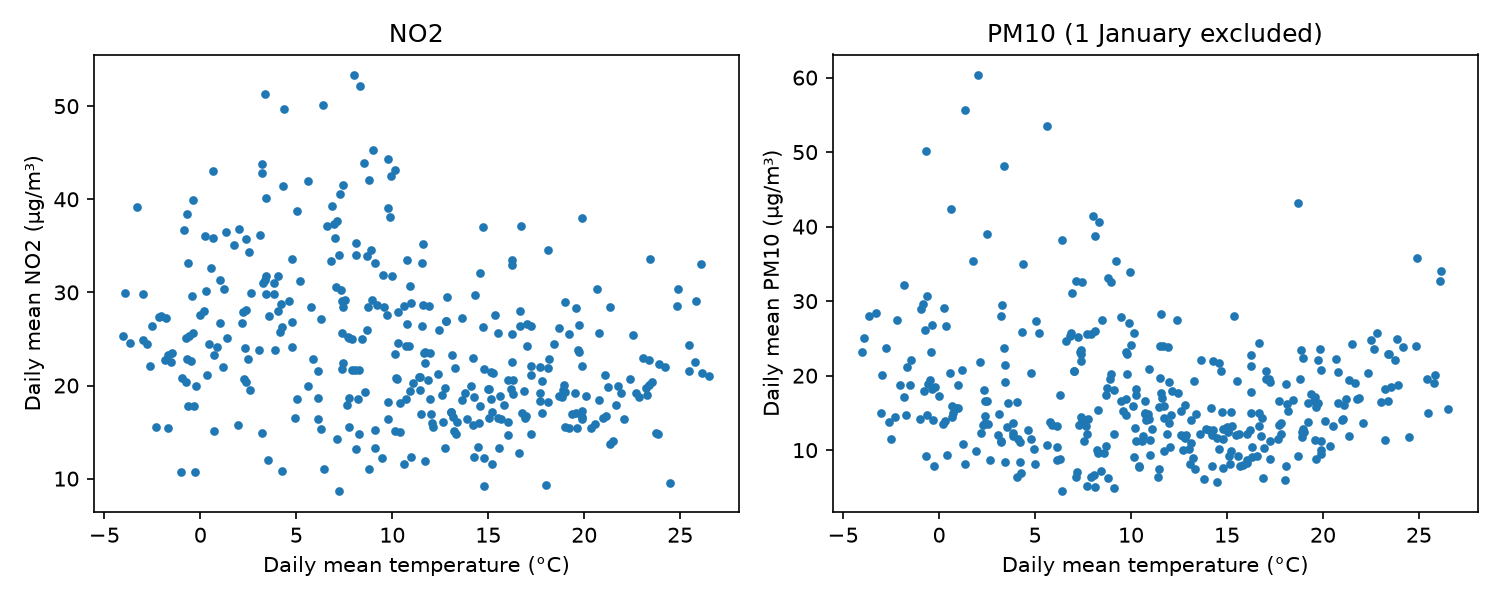 NO2
50
40
30
20
10
Daily mean NO2 (µg/m³)
−5 0 5 10 15 20 25
Daily mean temperature (°C)
PM10 (1 January excluded)
60
50
40
30
20
10
Daily mean PM10 (µg/m³)
−5 0 5 10 15 20 25
Daily mean temperature (°C)